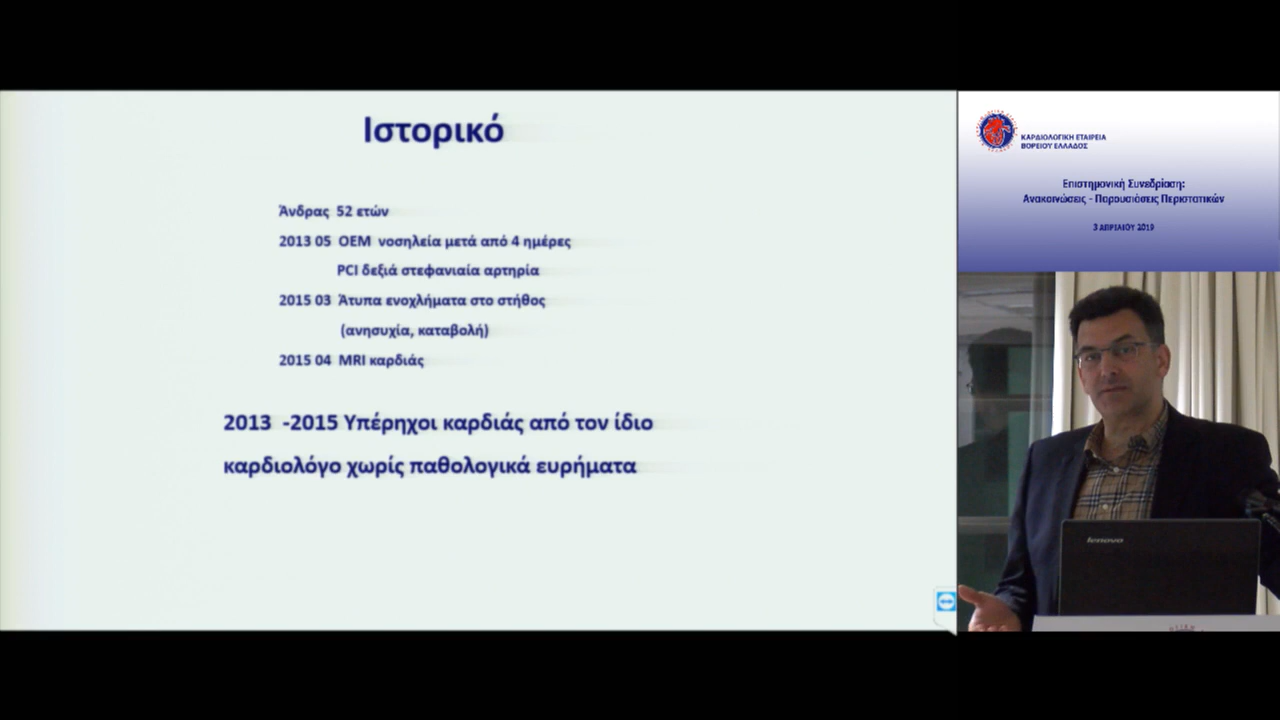 Ιστορικό
Άνδρας 52 ετών
2013 05 ΟΕΜ νοσηλεία μετά από 4 ημέρες
PCI δεξιά στεφανιαία αρτηρία
2015 03 Άτυπα ενοχλήματα στο στήθος
(ανησυχία, καταβολή)
2015 04 MRI καρδιάς
2013 -2015 Υπέρηχοι καρδιάς από τον ίδιο
καρδιολόγο χωρίς παθολογικά ευρήματα
ΚΑΡΔΙΟΛΟΓΙΚΗ ΕΤΑΙΡΕΙΑ
ΒΟΡΕΙΟΥ ΕΛΛΑΔΟΣ
Επιστημονική Συνεδρίαση:
Ανακοινώσεις - Παρουσιάσεις Περιστατικών
3 ΑΠΡΙΛΙΟΥ 2019
lenovo